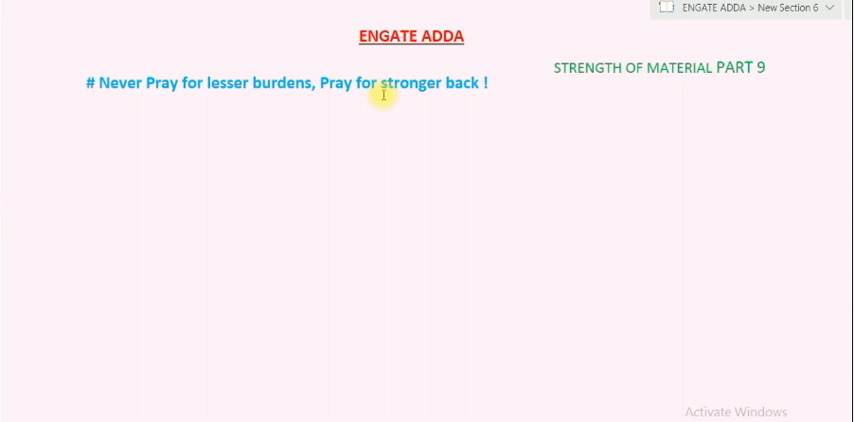 ENGATE ADDA > New Section 6
ENGATE ADDA
STRENGTH OF MATERIAL PART 9
# Never Pray for lesser burdens, Pray for stronger back !
Activate Windows